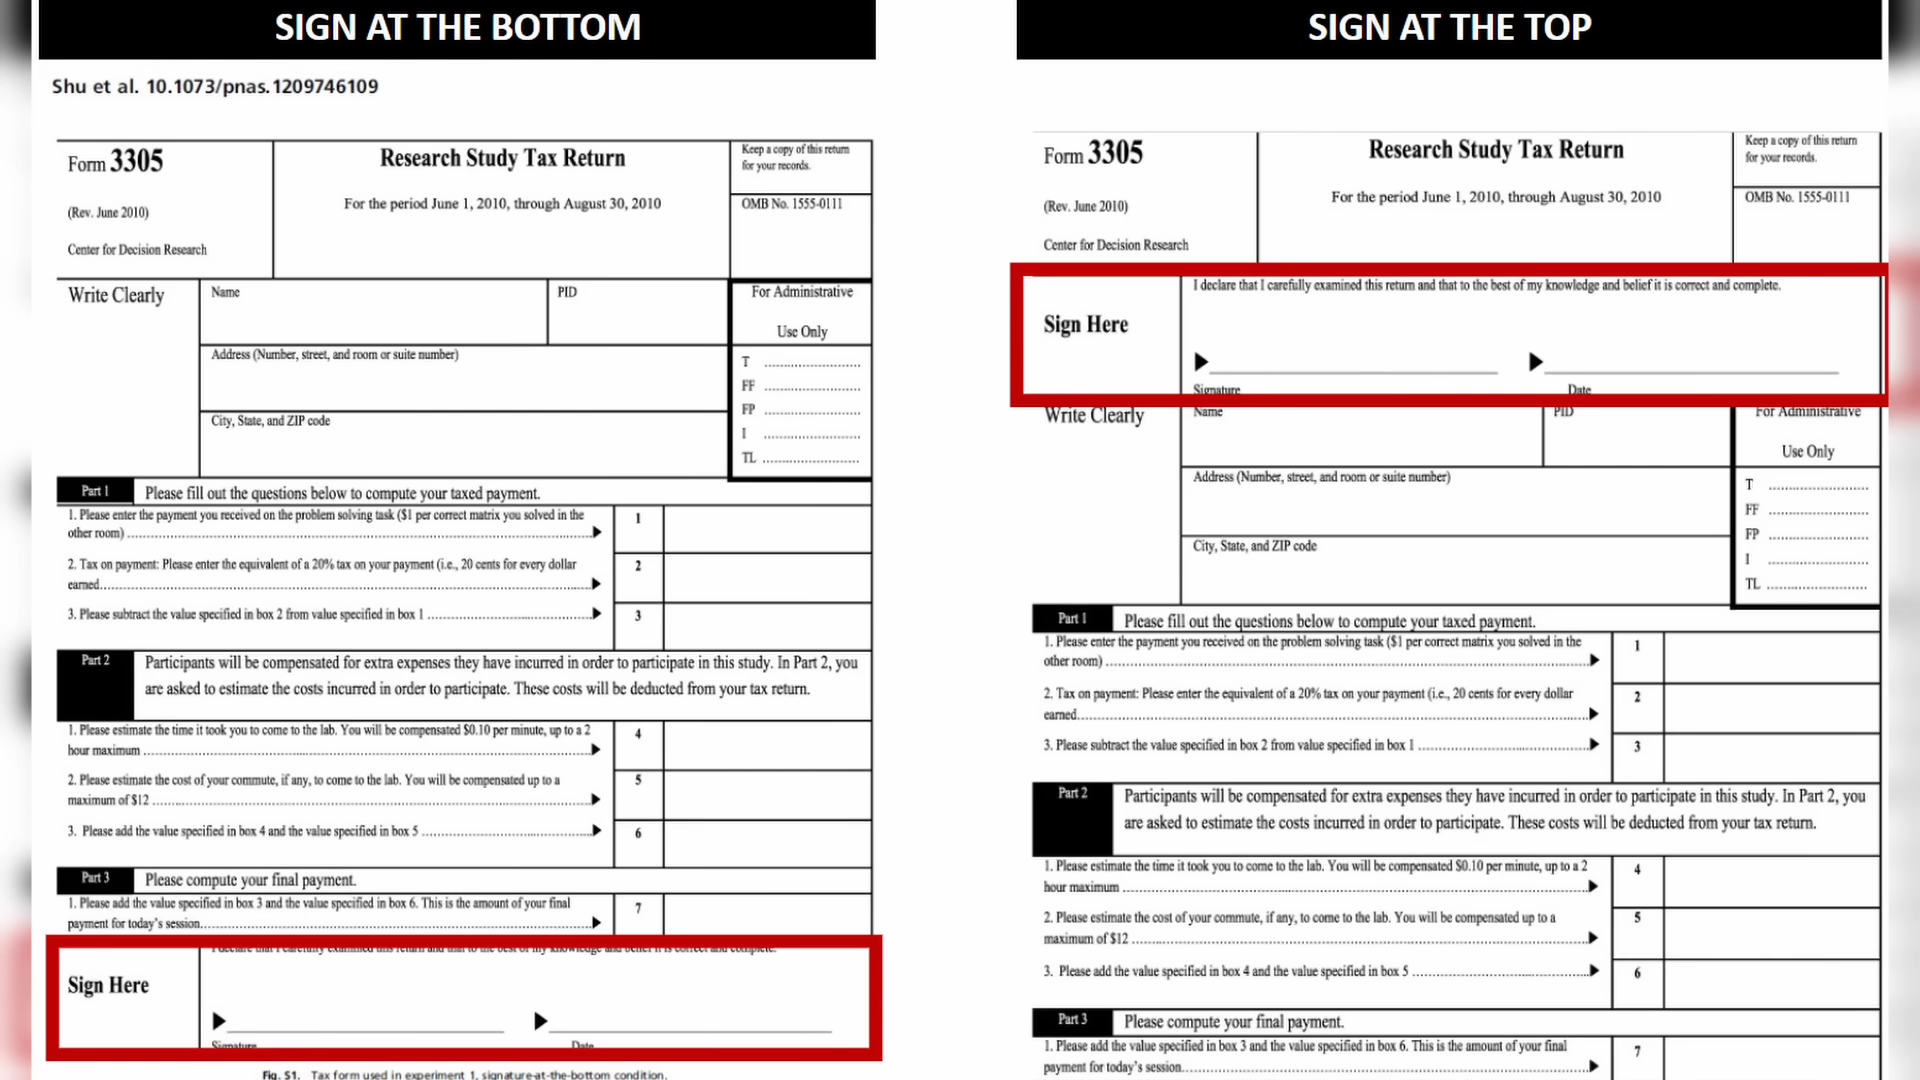 SIGN AT THE BOTTOM
Shu et al. 10.1073/pnas.1209746109
Form 3305
(Rev. June 2010)
Center for Decision Research
Research Study Tax Return
For the period June 1, 2010, through August 30, 2010
Keep a copy of this return
for your records.
OMB No. 1555-0111
Write Clearly
Name
PID
Address (Number, street, and room or suite number)
City, State, and ZIP code
For Administrative
Use Only
T
FF
FP
I
TL
Part 1
Please fill out the questions below to compute your taxed payment.
1. Please enter the payment you received on the problem solving task ($1 per correct matrix you solved in the
other room)
1
2. Tax on payment: Please enter the equivalent of a 20% tax on your payment (i.e., 20 cents for every dollar
earned
2
3. Please subtract the value specified in box 2 from value specified in box 1
3
Part 2
Participants will be compensated for extra expenses they have incurred in order to participate in this study. In Part 2, you
are asked to estimate the costs incurred in order to participate. These costs will be deducted from your tax return.
1. Please estimate the time it took you to come to the lab. You will be compensated $0.10 per minute, up to a 2
hour maximum
4
2. Please estimate the cost of your commute, if any, to come to the lab. You will be compensated up to a
maximum of $12
5
3. Please add the value specified in box 4 and the value specified in box 5
6
Part 3
Please compute your final payment.
1. Please add the value specified in box 3 and the value specified in box 6. This is the amount of your final
payment for today's session
7
I declare that I carefully examined this return and that to the best of my knowledge and belief it is correct and complete.
Sign Here
Signature
Date
Fig. S1. Tax form used in experiment 1, signature-at-the-bottom condition.
SIGN AT THE TOP
Form 3305
(Rev. June 2010)
Center for Decision Research
Research Study Tax Return
For the period June 1, 2010, through August 30, 2010
Keep a copy of this return
for your records.
OMB No. 1555-0111
I declare that I carefully examined this return and that to the best of my knowledge and belief it is correct and complete.
Sign Here
Signature
Date
Write Clearly
Name
PID
Address (Number, street, and room or suite number)
City, State, and ZIP code
For Administrative
Use Only
T
FF
FP
I
TL
Part 1
Please fill out the questions below to compute your taxed payment.
1. Please enter the payment you received on the problem solving task ($1 per correct matrix you solved in the
other room)
1
2. Tax on payment: Please enter the equivalent of a 20% tax on your payment (i.e., 20 cents for every dollar
earned
2
3. Please subtract the value specified in box 2 from value specified in box 1
3
Part 2
Participants will be compensated for extra expenses they have incurred in order to participate in this study. In Part 2, you
are asked to estimate the costs incurred in order to participate. These costs will be deducted from your tax return.
1. Please estimate the time it took you to come to the lab. You will be compensated $0.10 per minute, up to a 2
hour maximum
4
2. Please estimate the cost of your commute, if any, to come to the lab. You will be compensated up to a
maximum of $12
5
3. Please add the value specified in box 4 and the value specified in box 5
6
Part 3
Please compute your final payment.
1. Please add the value specified in box 3 and the value specified in box 6. This is the amount of your final
payment for today's session
7